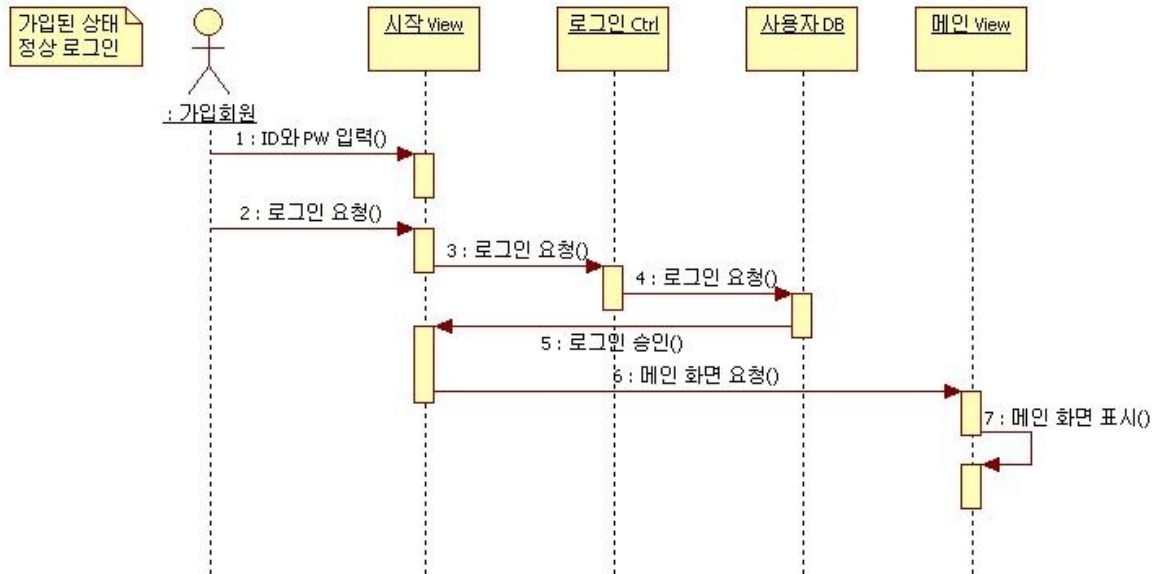 가입된 상태
정상 로그인
시작 View
로그인 Ctrl
사용자 DB
메인 View
: 가입회원
1 : ID와 PW 입력()
2 : 로그인 요청()
3 : 로그인 요청()
4 : 로그인 요청()
5 : 로그인 승인()
6 : 메인 화면 요청()
7 : 메인 화면 표시()